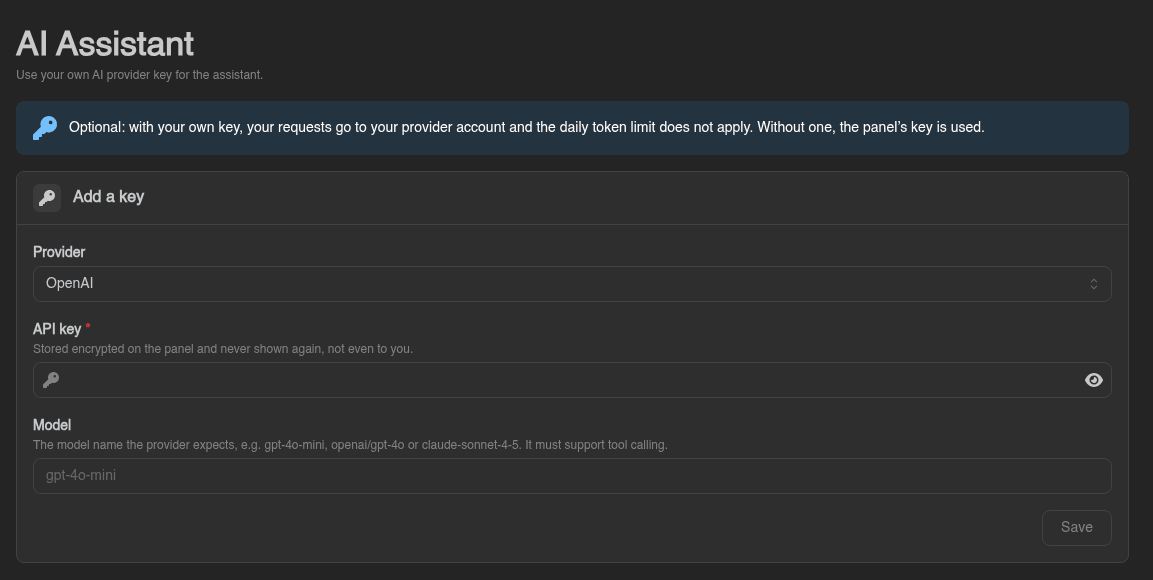 AI Assistant
Use your own AI provider key for the assistant.
Optional: with your own key, your requests go to your provider account and the daily token limit does not apply. Without one, the panel’s key is used.
Add a key
Provider
OpenAI
API key *
Stored encrypted on the panel and never shown again, not even to you.
Model
The model name the provider expects, e.g. gpt-4o-mini, openai/gpt-4o or claude-sonnet-4-5. It must support tool calling.
gpt-4o-mini
Save